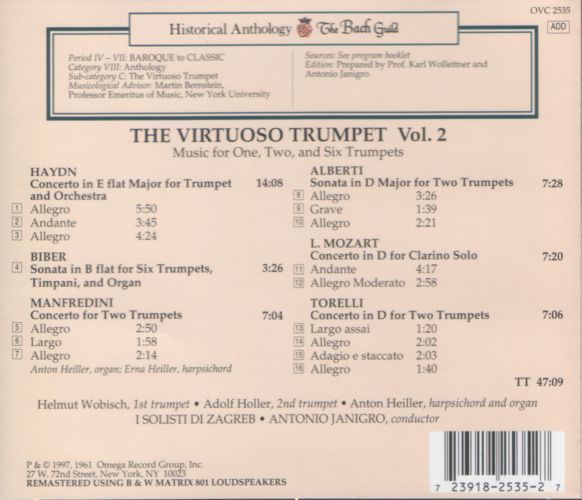 OVC 2535
ADD
Historical Anthology The Bach Guild
Period IV – VII: BAROQUE to CLASSIC
Category VIII: Anthology
Sub-category C: The Virtuoso Trumpet
Musicological Advisor: Martin Bernstein,
Professor Emeritus of Music, New York University
Sources: See program booklet
Edition: Prepared by Prof. Karl Wolleitner and
Antonio Janigro
THE VIRTUOSO TRUMPET Vol. 2
Music for One, Two, and Six Trumpets
HAYDN
Concerto in E flat Major for Trumpet 14:08
and Orchestra
1 Allegro 5:50
2 Andante 3:45
3 Allegro 4:24
BIBER
4 Sonata in B flat for Six Trumpets, 3:26
Timpani, and Organ
MANFREDINI
Concerto for Two Trumpets 7:04
5 Allegro 2:50
6 Largo 1:58
7 Allegro 2:14
Anton Heiller, organ; Erna Heiller, harpsichord
ALBERTI
Sonata in D Major for Two Trumpets 7:28
8 Allegro 3:26
9 Grave 1:39
10 Allegro 2:21
L. MOZART
Concerto in D for Clarino Solo 7:20
11 Andante 4:17
12 Allegro Moderato 2:58
TORELLI
Concerto in D for Two Trumpets 7:06
13 Largo assai 1:20
14 Allegro 2:02
15 Adagio e staccato 2:03
16 Allegro 1:40
TT 47:09
Helmut Wobisch, 1st trumpet • Adolf Holler, 2nd trumpet • Anton Heiller, harpsichord and organ
I SOLISTI DI ZAGREB • ANTONIO JANIGRO, conductor
P & © 1997, 1961 Omega Record Group, Inc.
27 W. 72nd Street, New York, NY 10023
REMASTERED USING B & W MATRIX 801 LOUDSPEAKERS
7 23918-2535-2 7